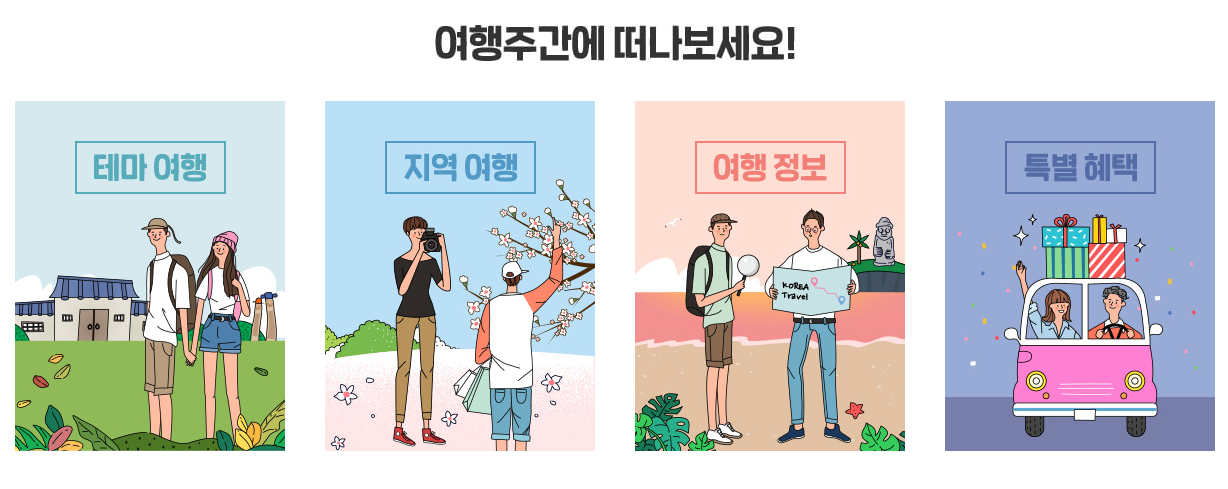 여행주간에 떠나보세요!
테마 여행
지역 여행
여행 정보
특별 혜택
KOREA
Travel